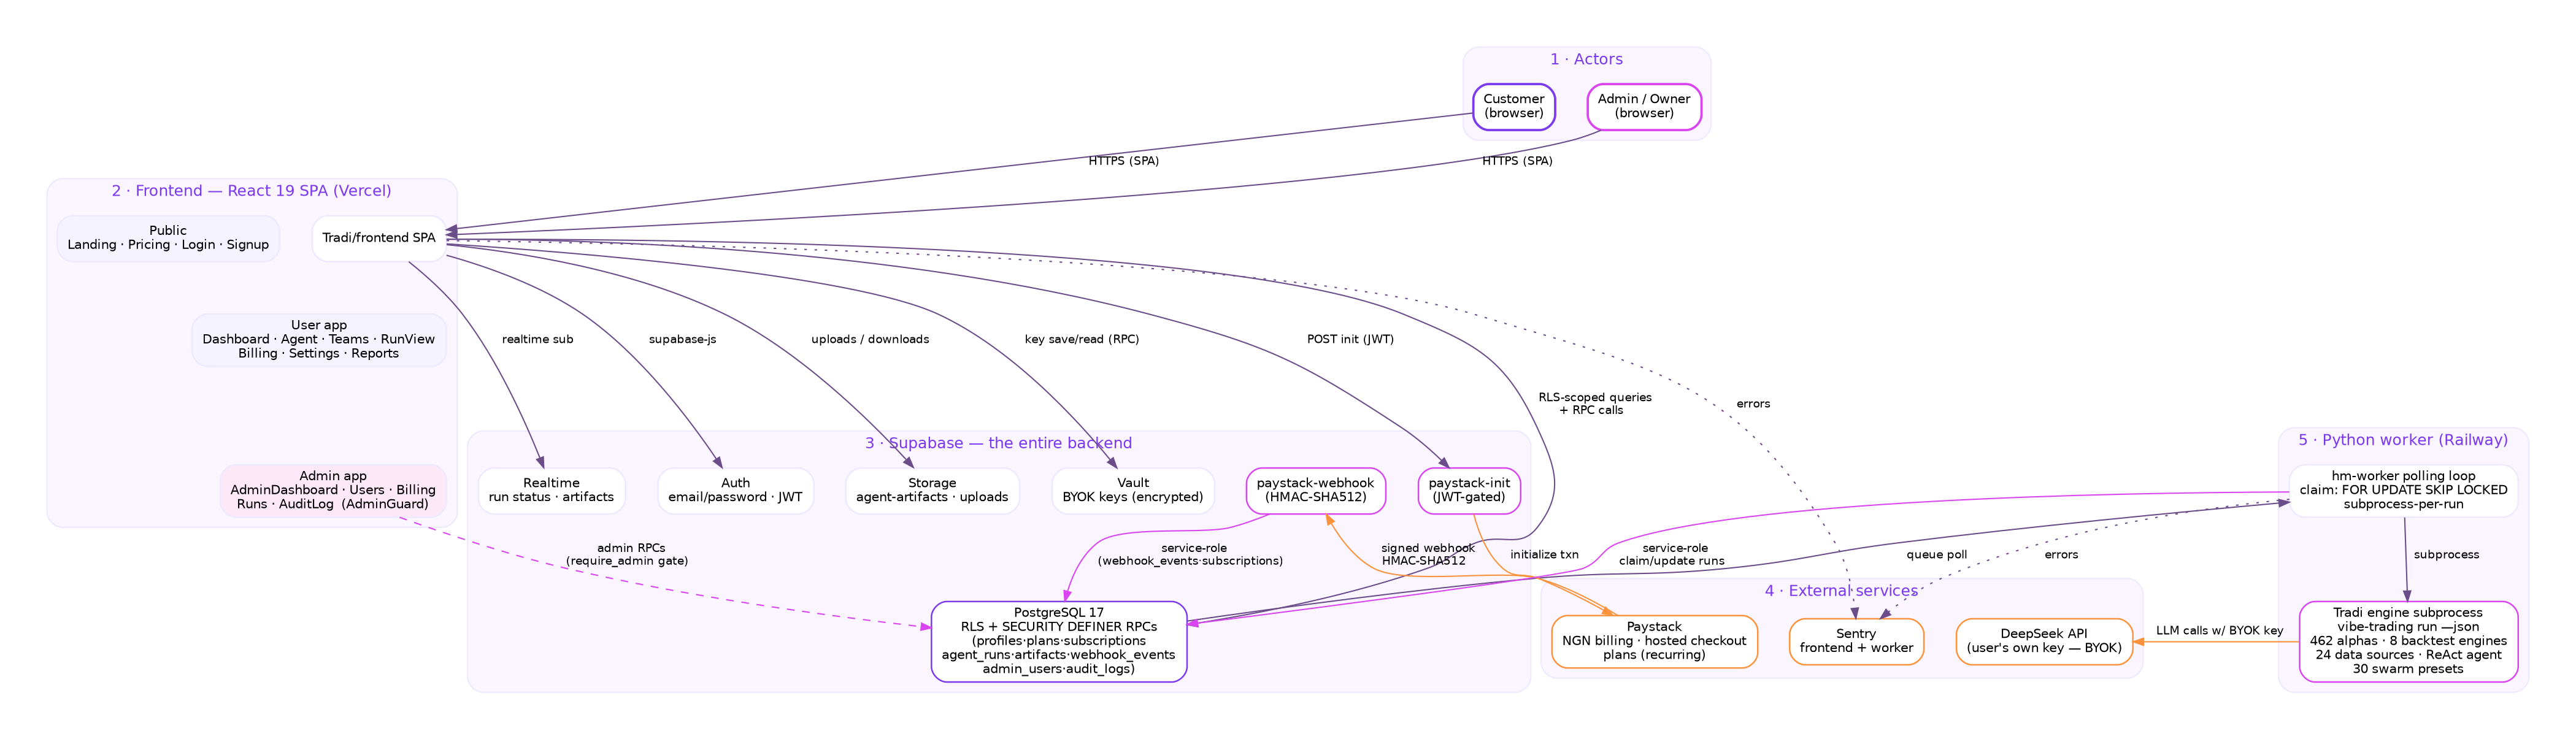 1 · Actors
Customer
(browser)
Admin / Owner
(browser)
HTTPS (SPA)
HTTPS (SPA)
2 · Frontend — React 19 SPA (Vercel)
Public
Landing · Pricing · Login · Signup
Tradi/frontend SPA
User app
Dashboard · Agent · Teams · RunView
Billing · Settings · Reports
Admin app
AdminDashboard · Users · Billing
Runs · AuditLog  (AdminGuard)
realtime sub
supabase-js
uploads / downloads
key save/read (RPC)
POST init (JWT)
RLS-scoped queries
+ RPC calls
errors
3 · Supabase — the entire backend
Realtime
run status · artifacts
Auth
email/password · JWT
Storage
agent-artifacts · uploads
Vault
BYOK keys (encrypted)
paystack-webhook
(HMAC-SHA512)
paystack-init
(JWT-gated)
admin RPCs
(require_admin gate)
service-role
(webhook_events·subscriptions)
signed webhook
HMAC-SHA512
initialize txn
service-role
claim/update runs
queue poll
errors
subprocess
PostgreSQL 17
RLS + SECURITY DEFINER RPCs
(profiles·plans·subscriptions
agent_runs·artifacts·webhook_events
admin_users·audit_logs)
4 · External services
Paystack
NGN billing · hosted checkout
plans (recurring)
Sentry
frontend + worker
DeepSeek API
(user's own key — BYOK)
LLM calls w/ BYOK key
5 · Python worker (Railway)
hm-worker polling loop
claim: FOR UPDATE SKIP LOCKED
subprocess-per-run
Tradi engine subprocess
vibe-trading run —json
462 alphas · 8 backtest engines
24 data sources · ReAct agent
30 swarm presets